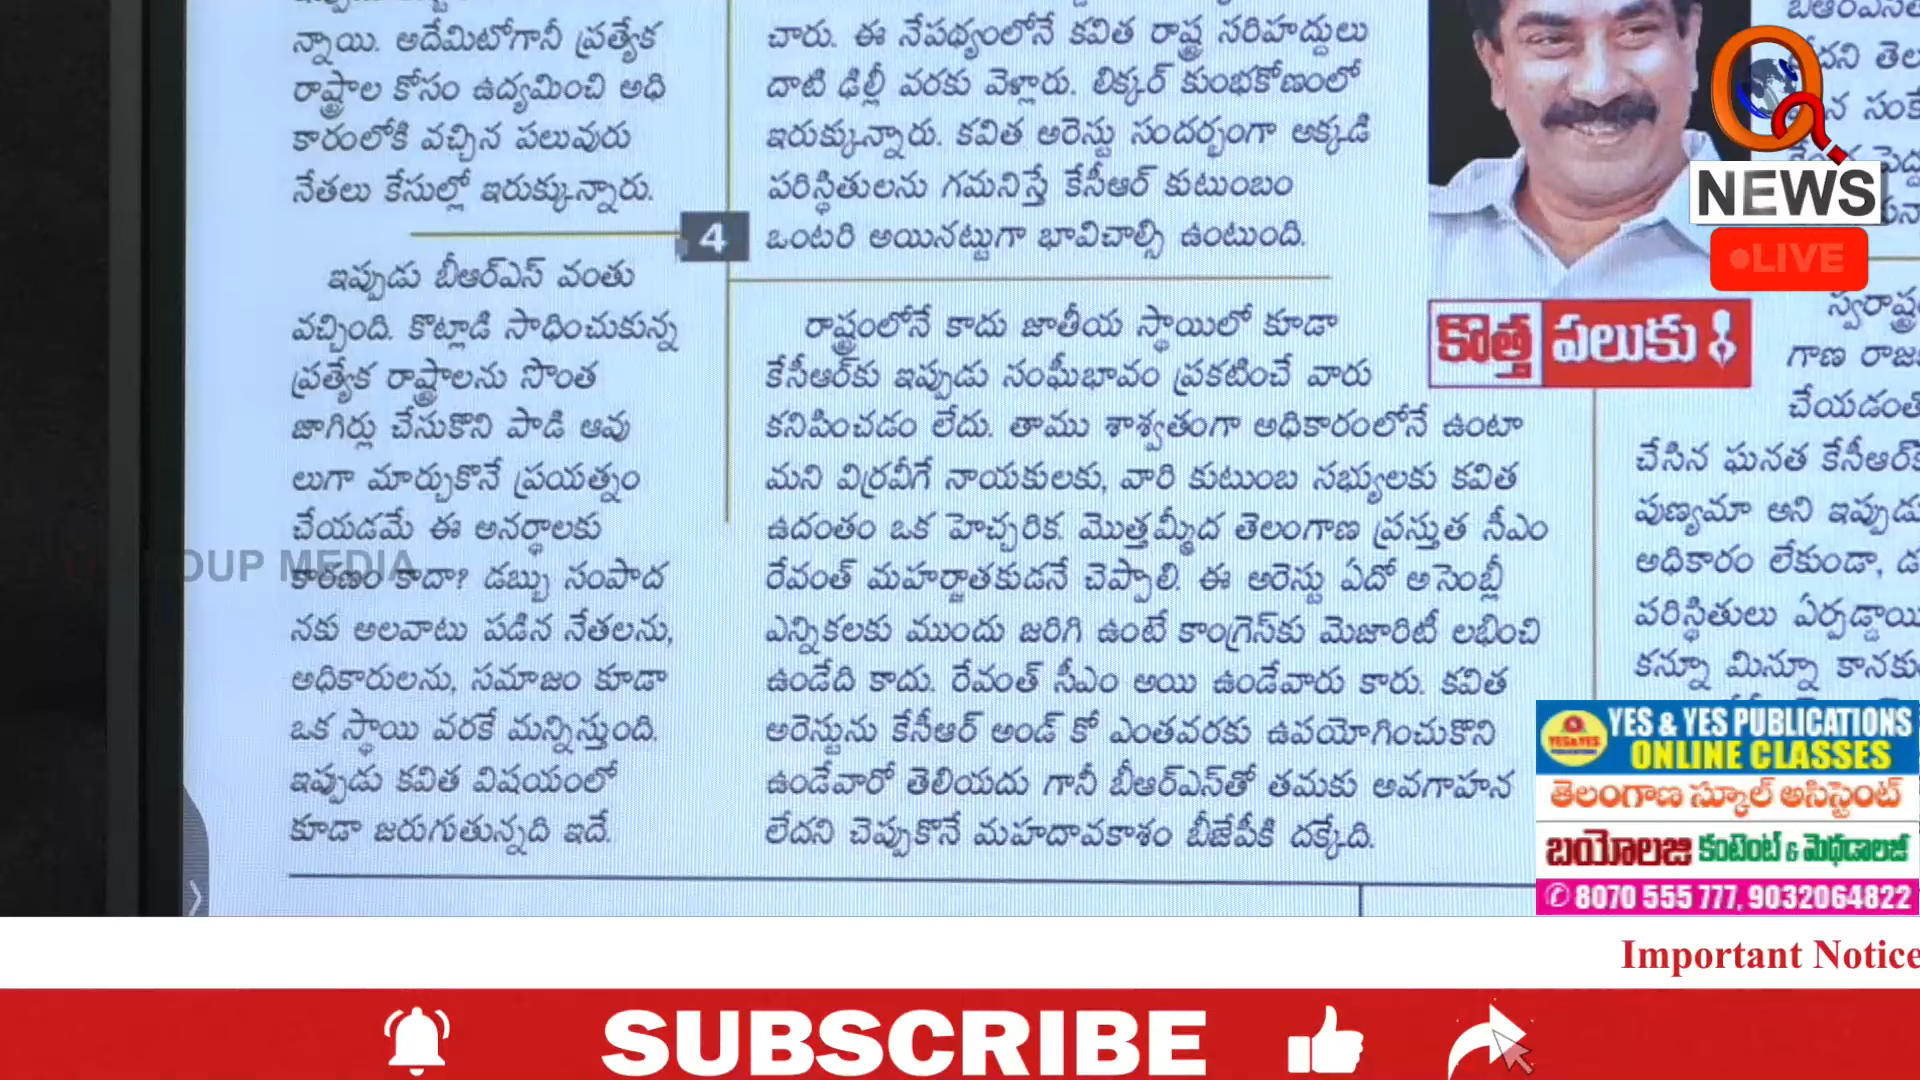 న్నాయి. అదేమిటోగానీ ప్రత్యేక
రాష్ట్రాల కోసం ఉద్యమించి అధి
కారంలోకి వచ్చిన పలువురు
నేతలు కేసుల్లో ఇరుక్కున్నారు.
ఇప్పుడు బీఆర్ఎస్ వంతు
వచ్చింది. కొట్లాడి సాధించుకున్న
ప్రత్యేక రాష్ట్రాలను సొంత
జాగిర్లు చేసుకొని పాడి ఆవు
లుగా మార్చుకొనే ప్రయత్నం
చేయడమే ఈ అనర్థాలకు
కారణం కాదా? డబ్బు సంపాద
నకు అలవాటు పడిన నేతలను,
అధికారులను, సమాజం కూడా
ఒక స్థాయి వరకే మన్నిస్తుంది.
ఇప్పుడు కవిత విషయంలో
కూడా జరుగుతున్నది ఇదే.
4
చారు. ఈ నేపథ్యంలోనే కవిత రాష్ట్ర సరిహద్దులు
దాటి ఢిల్లీ వరకు వెళ్లారు. లిక్కర్ కుంభకోణంలో
ఇరుక్కున్నారు. కవిత అరెస్టు సందర్భంగా అక్కడి
పరిస్థితులను గమనిస్తే కేసీఆర్ కుటుంబం
ఒంటరి అయినట్టుగా భావిచాల్సి ఉంటుంది.
రాష్ట్రంలోనే కాదు జాతీయ స్థాయిలో కూడా
కేసీఆర్‌కు ఇప్పుడు సంఘీభావం ప్రకటించే వారు
కనిపించడం లేదు. తాము శాశ్వతంగా అధికారంలోనే ఉంటా
మని విర్రవీగే నాయకులకు, వారి కుటుంబ సభ్యులకు కవిత
ఉదంతం ఒక హెచ్చరిక. మొత్తమ్మీద తెలంగాణ ప్రస్తుత సీఎం
రేవంత్ మహర్జాతకుడనే చెప్పాలి. ఈ అరెస్టు ఏదో అసెంబ్లీ
ఎన్నికలకు ముందు జరిగి ఉంటే కాంగ్రెస్‌కు మెజారిటీ లభించి
ఉండేది కాదు. రేవంత్ సీఎం అయి ఉండేవారు కారు. కవిత
అరెస్టును కేసీఆర్ అండ్ కో ఎంతవరకు ఉపయోగించుకొని
ఉండేవారో తెలియదు గానీ బీఆర్ఎస్‌తో తమకు అవగాహన
లేదని చెప్పుకొనే మహదావకాశం బీజేపీకి దక్కేది.
కొత్త పలుకు
గాణ
చేసిన ఘనత
పుణ్యమా అని ఇప్పుడు
అధికారం లేకుండా,
కన్నూ మిన్నూ కానకు
Q
NEWS
LIVE
OUP MEDIA
YES & YES PUBLICATIONS
ONLINE CLASSES
తెలంగాణ స్కూల్ అసిస్టెంట్
బయోలజి కంటెంట్ & మెథడాలజీ
8070 555 777, 9032064822
Important Notice
SUBSCRIBE